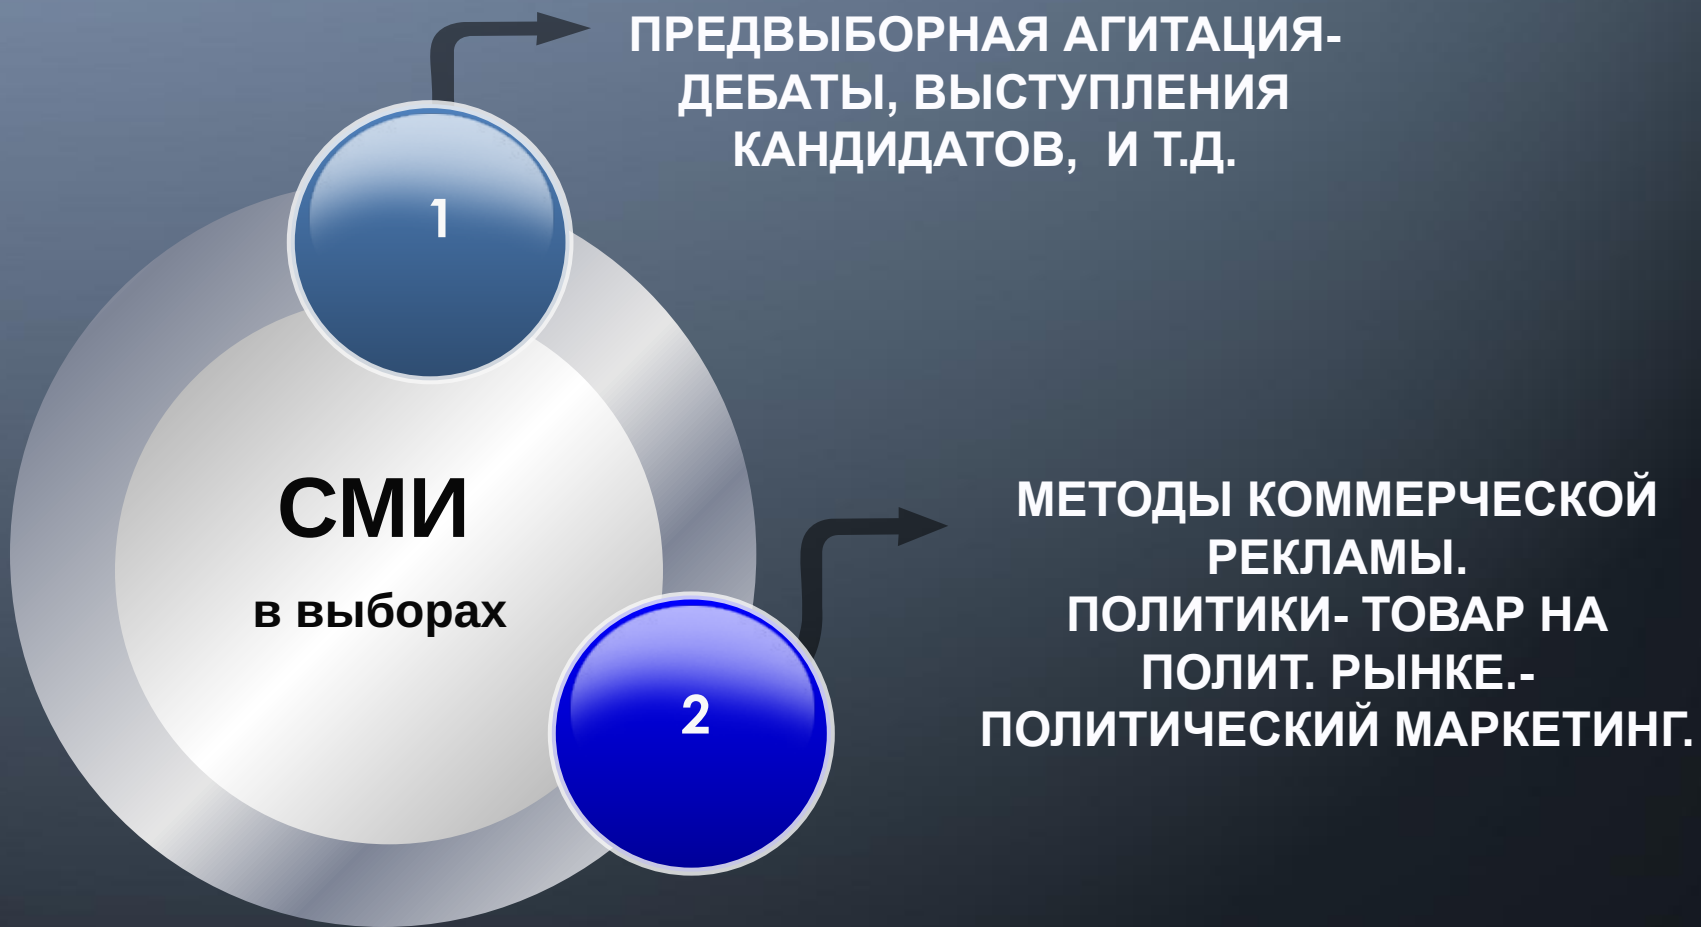 ПРЕДВЫБОРНАЯ АГИТАЦИЯ-
ДЕБАТЫ, ВЫСТУПЛЕНИЯ
КАНДИДАТОВ,  И Т.Д.
1
СМИ
в выборах
2
МЕТОДЫ КОММЕРЧЕСКОЙ
РЕКЛАМЫ.
ПОЛИТИКИ- ТОВАР НА
ПОЛИТ. РЫНКЕ.-
ПОЛИТИЧЕСКИЙ МАРКЕТИНГ.